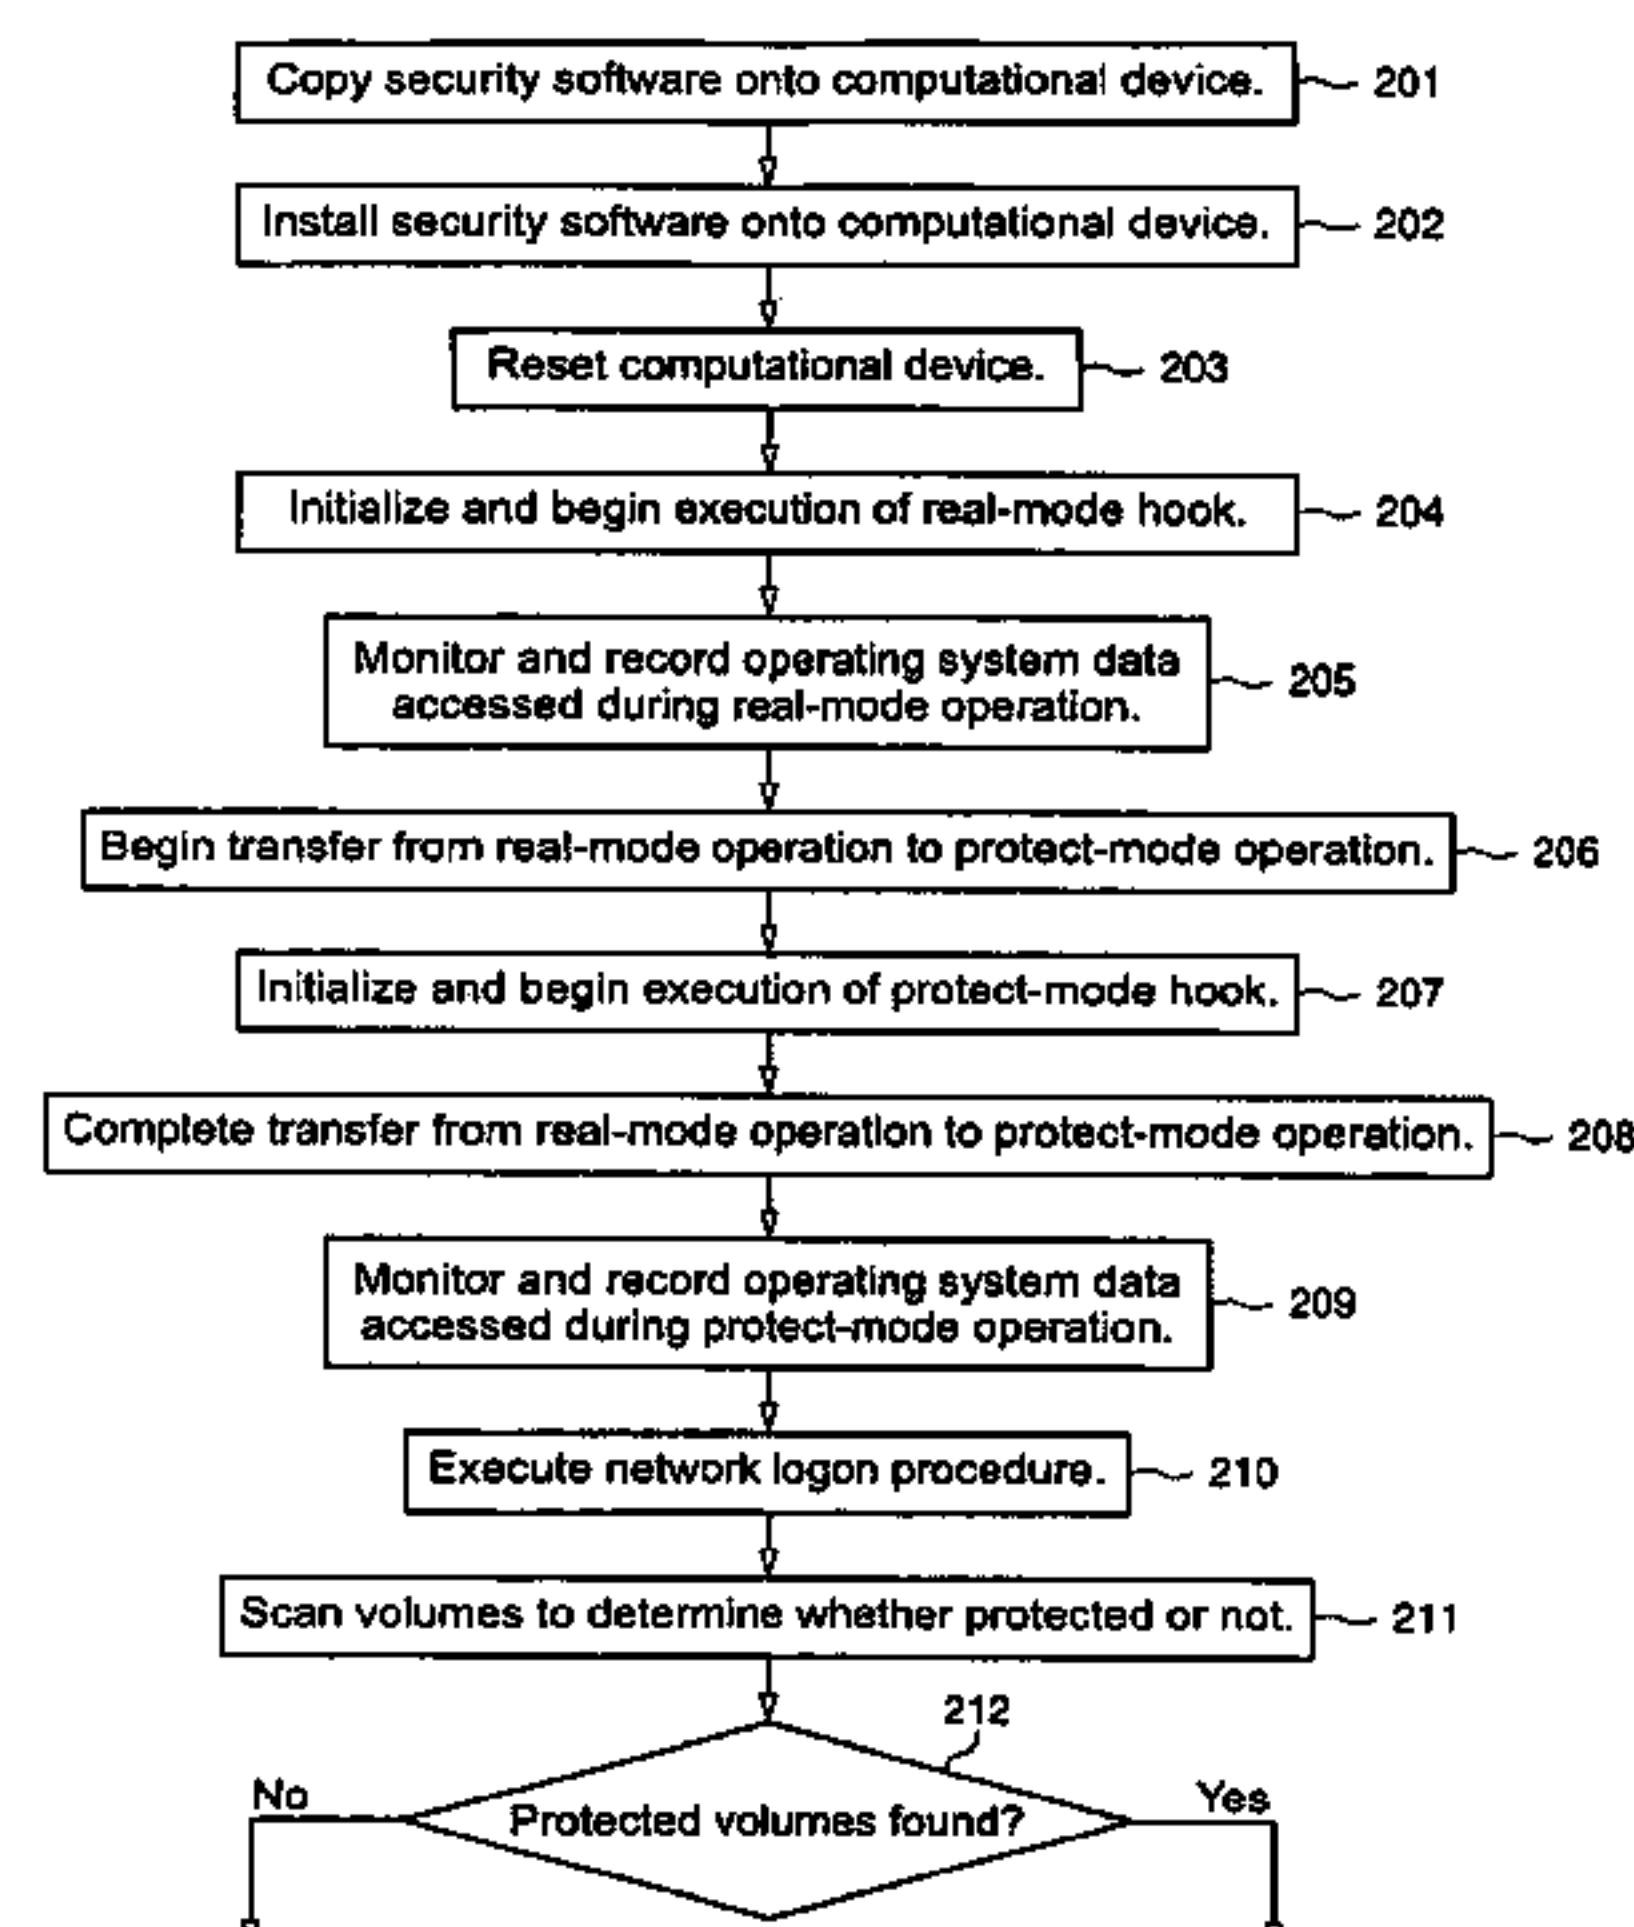 Copy security software onto computational device. 201
Install security software onto computational device. 202
Reset computational device. 203
Initialize and begin execution of real-mode hook. 204
Monitor and record operating system data
accessed during real-mode operation. 205
Begin transfer from real-mode operation to protect-mode operation. 206
Initialize and begin execution of protect-mode hook. 207
Complete transfer from real-mode operation to protect-mode operation. 208
Monitor and record operating system data
accessed during protect-mode operation. 209
Execute network logon procedure. 210
Scan volumes to determine whether protected or not. 211
212
No
Yes
Protected volumes found?